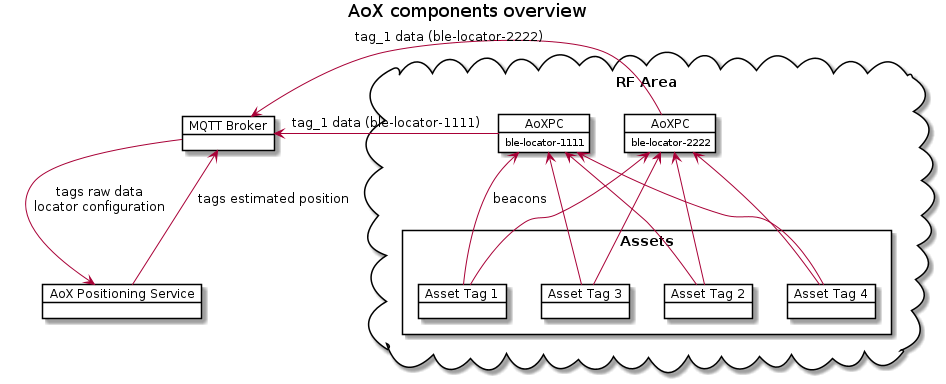 AoX components overview
tag_1 data (ble-locator-2222)
RF Area
MQTT Broker
tag_1 data (ble-locator-1111)
AoXPC
ble-locator-1111
AoXPC
ble-locator-2222
tags raw data
locator configuration
tags estimated position
beacons
Assets
AoX Positioning Service
Asset Tag 1
Asset Tag 3
Asset Tag 2
Asset Tag 4